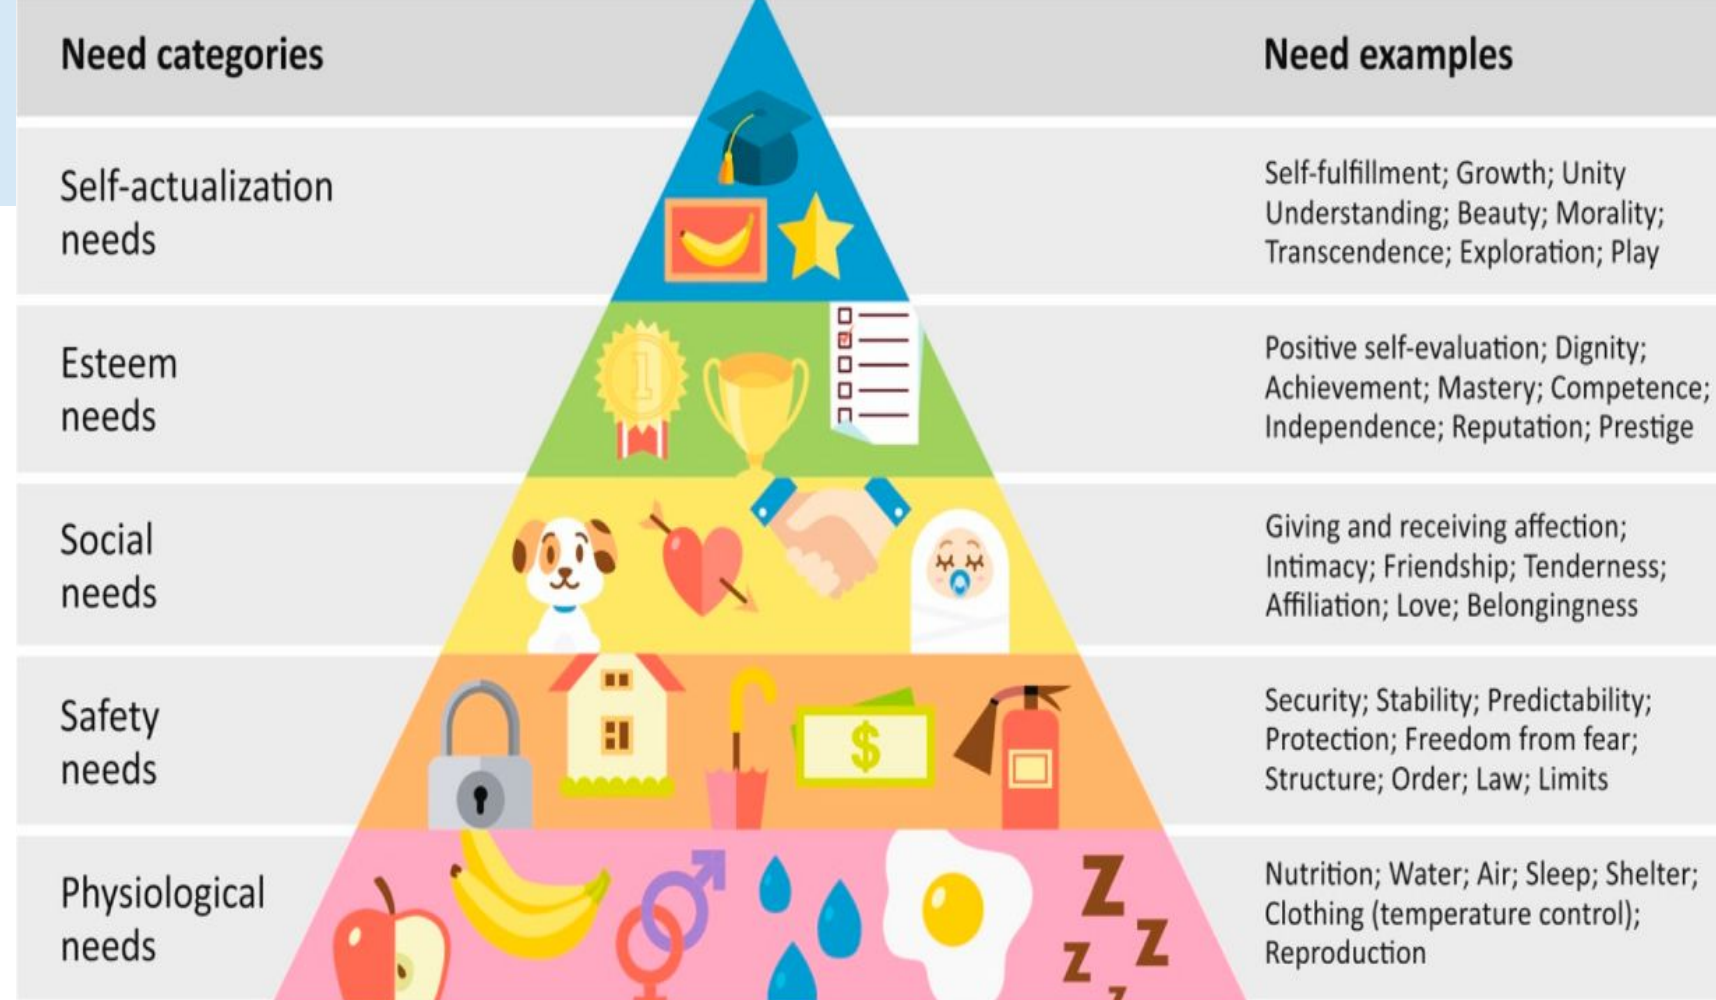 Need categories
Need examples
Self-actualization
needs
Self-fulfillment; Growth; Unity
Understanding; Beauty; Morality;
Transcendence; Exploration; Play
1
Esteem
needs
Positive self-evaluation; Dignity;
Achievement; Mastery; Competence;
Independence; Reputation; Prestige
Social
needs
Giving and receiving affection;
Intimacy; Friendship; Tenderness;
Affiliation; Love; Belongingness
Safety
needs
$
Security; Stability; Predictability;
Protection; Freedom from fear;
Structure; Order; Law; Limits
Physiological
needs
Z
Z
Z
Z
Nutrition; Water; Air; Sleep; Shelter;
Clothing (temperature control);
Reproduction